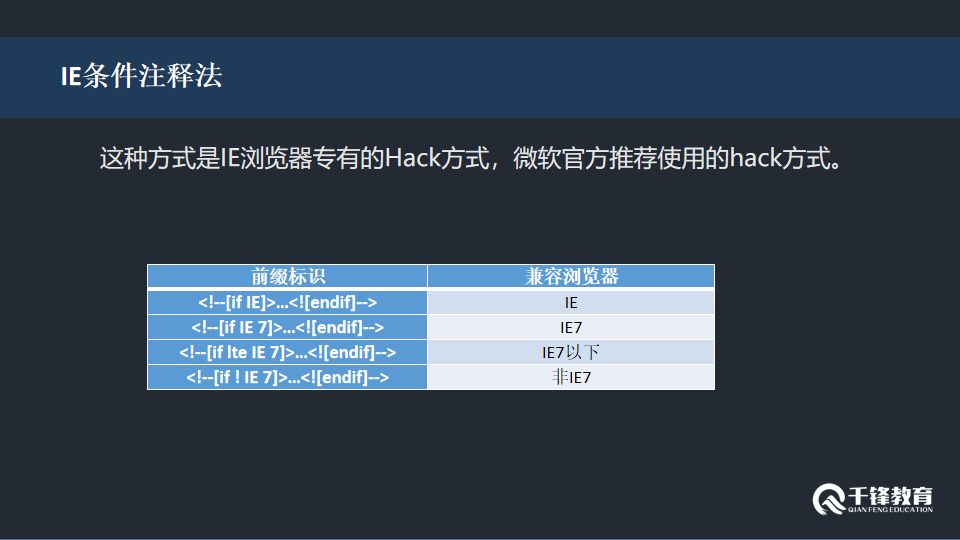 IE条件注释法
这种方式是IE浏览器专有的Hack方式，微软官方推荐使用的hack方式。
前缀标识 兼容浏览器
<!--[if IE]>...<![endif]--> IE
<!--[if IE 7]>...<![endif]--> IE7
<!--[if lte IE 7]>...<![endif]--> IE7以下
<!--[if ! IE 7]>...<![endif]--> 非IE7
千锋教育
QIAN FENG EDUCATION